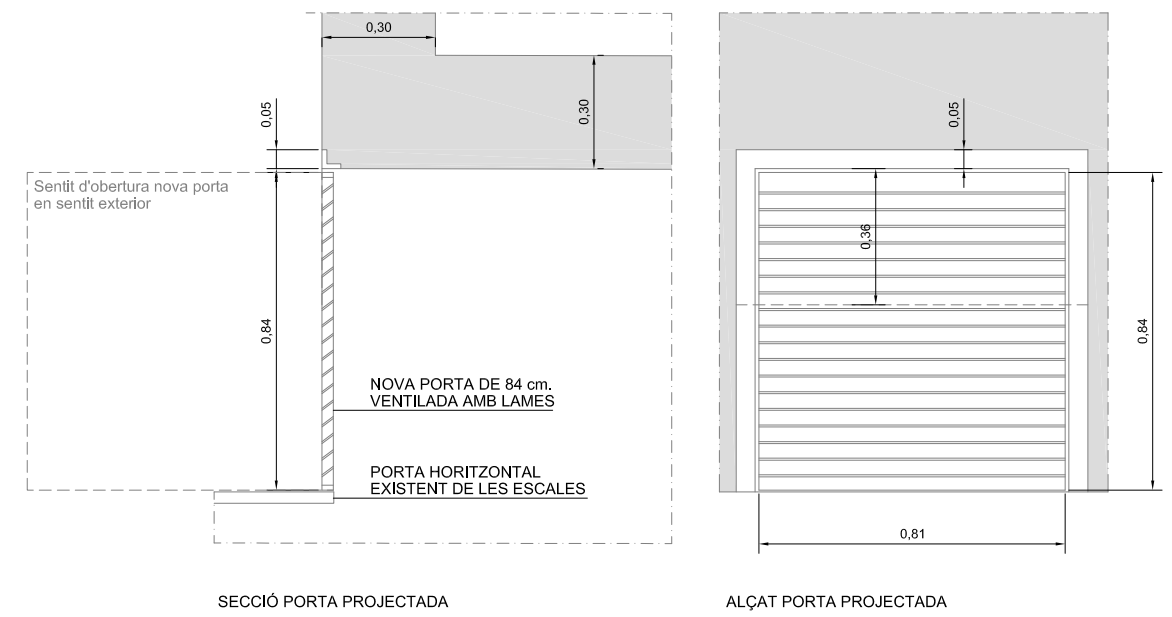 0,30
0,05
0,30
Sentit d'obertura nova porta
en sentit exterior
0,84
NOVA PORTA DE 84 cm.
VENTILADA AMB LAMES
PORTA HORITZONTAL
EXISTENT DE LES ESCALES
SECCIÓ PORTA PROJECTADA
0,05
0,36
0,84
0,81
ALÇAT PORTA PROJECTADA